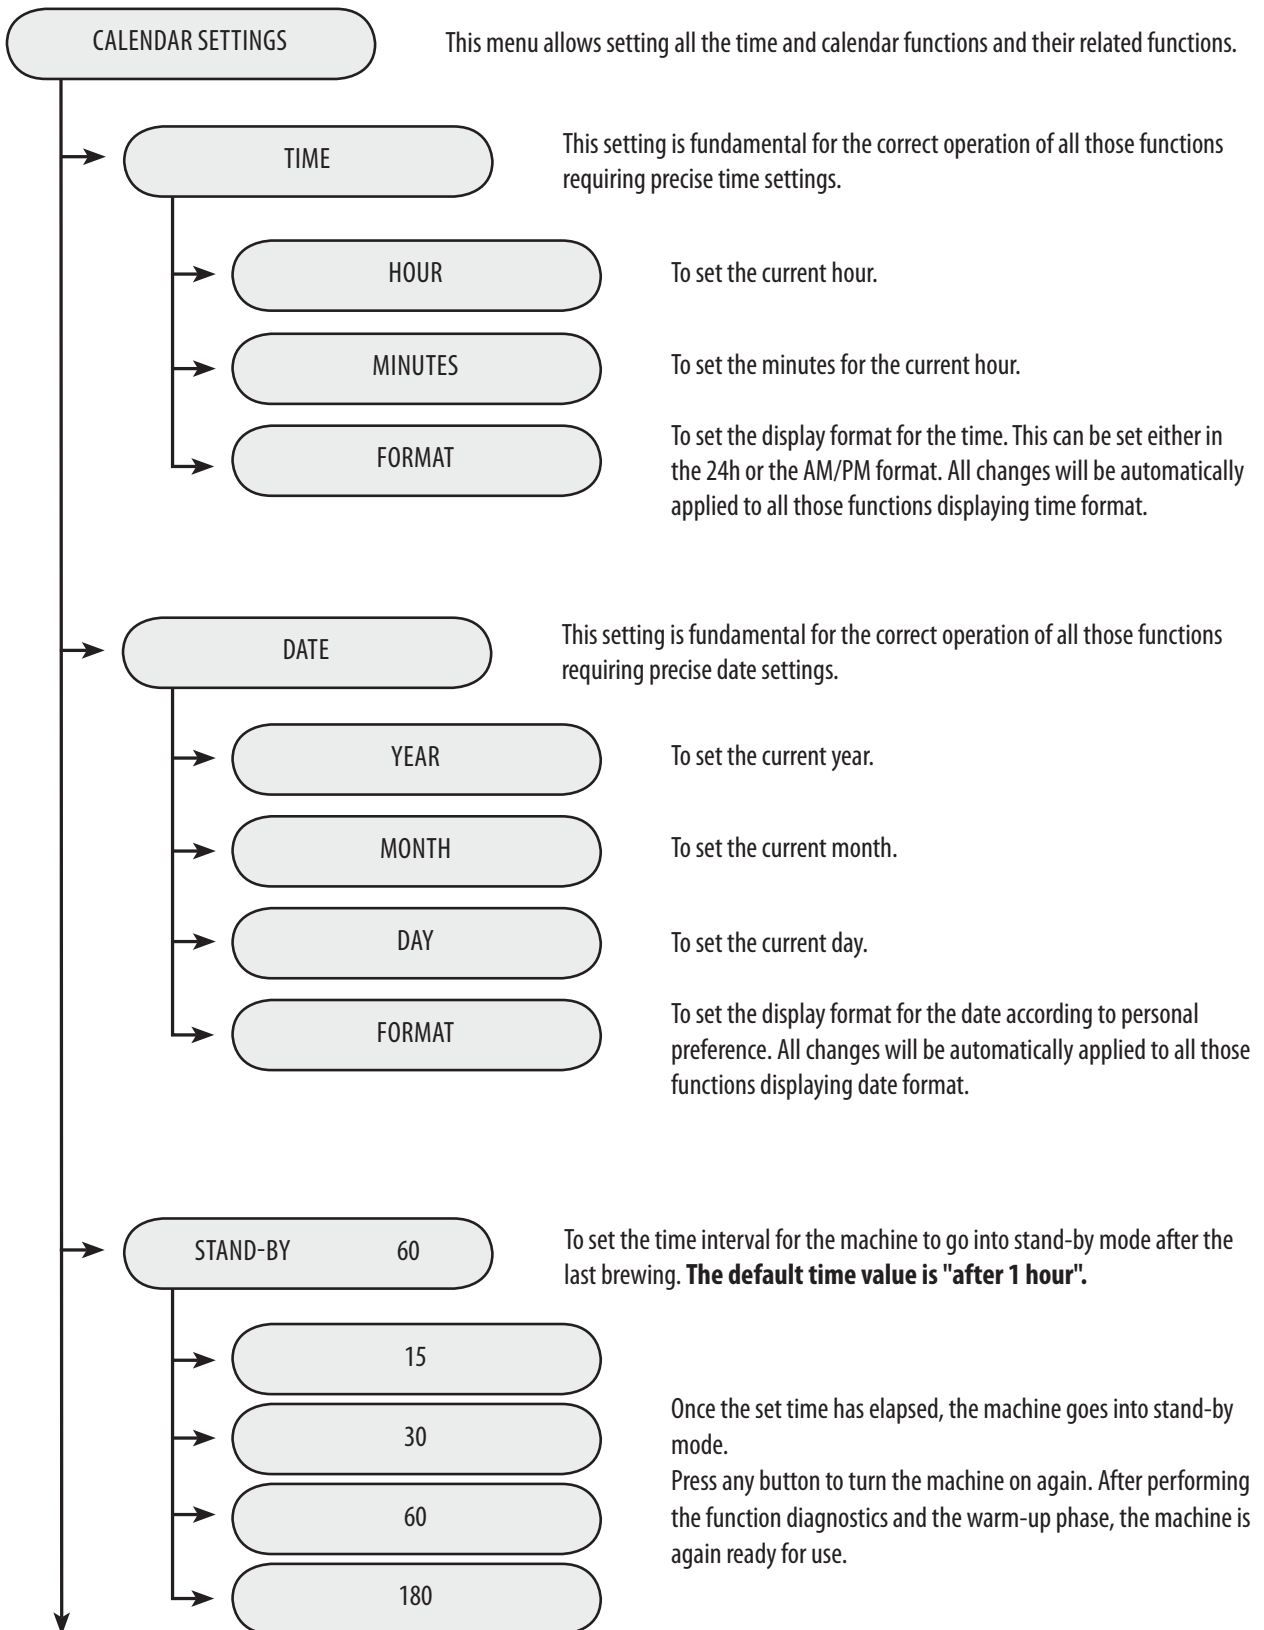 CALENDAR SETTINGS
This menu allows setting all the time and calendar functions and their related functions.
TIME
This setting is fundamental for the correct operation of all those functions
requiring precise time settings.
HOUR
To set the current hour.
MINUTES
To set the minutes for the current hour.
FORMAT
To set the display format for the time. This can be set either in
the 24h or the AM/PM format. All changes will be automatically
applied to all those functions displaying time format.
DATE
This setting is fundamental for the correct operation of all those functions
requiring precise date settings.
YEAR
To set the current year.
MONTH
To set the current month.
DAY
To set the current day.
FORMAT
To set the display format for the date according to personal
preference. All changes will be automatically applied to all those
functions displaying date format.
STAND-BY 60
To set the time interval for the machine to go into stand-by mode after the
last brewing. The default time value is "after 1 hour".
15
30
60
180
Once the set time has elapsed, the machine goes into stand-by
mode.
Press any button to turn the machine on again. After performing
the function diagnostics and the warm-up phase, the machine is
again ready for use.